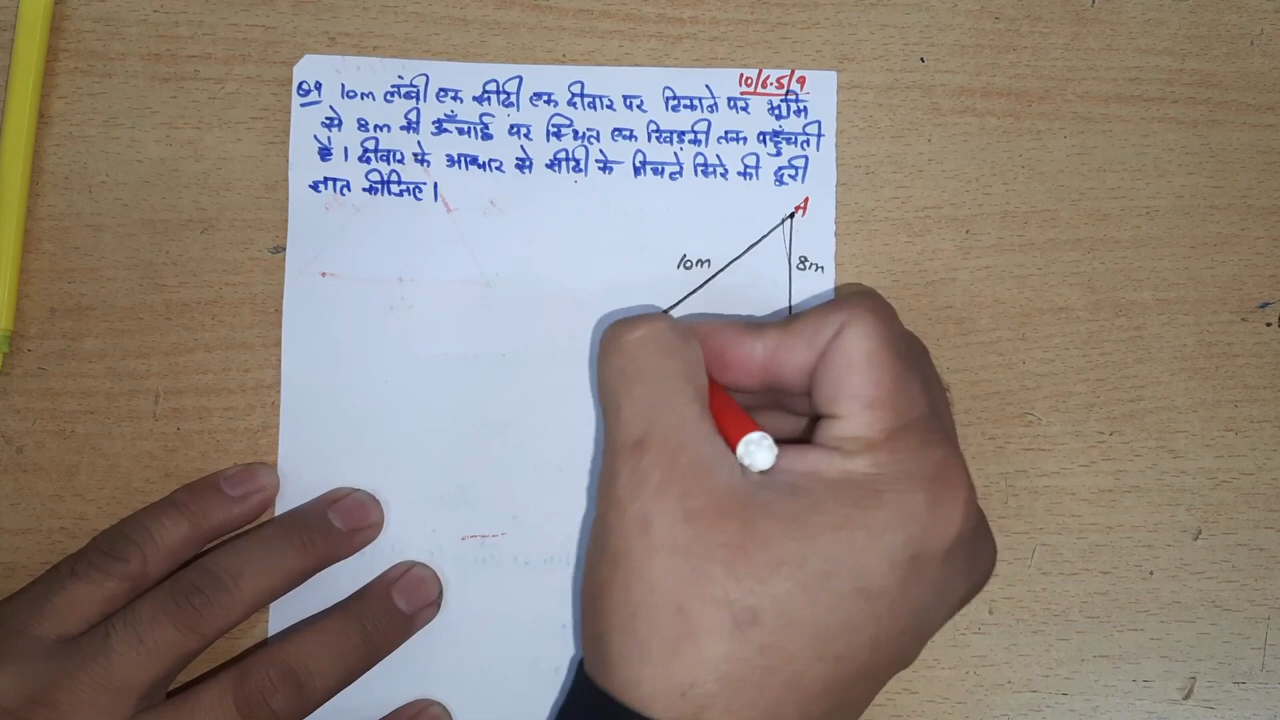 10/6.5/9
Q9 10m लंबी एक सीढ़ी एक दीवार पर टिकाने पर भूमि
से 8m की ऊँचाई पर स्थित एक खिड़की तक पहुँचती
है। दीवार के आधार से सीढ़ी के निचले सिरे की दूरी
ज्ञात कीजिए।
A
10m
8m